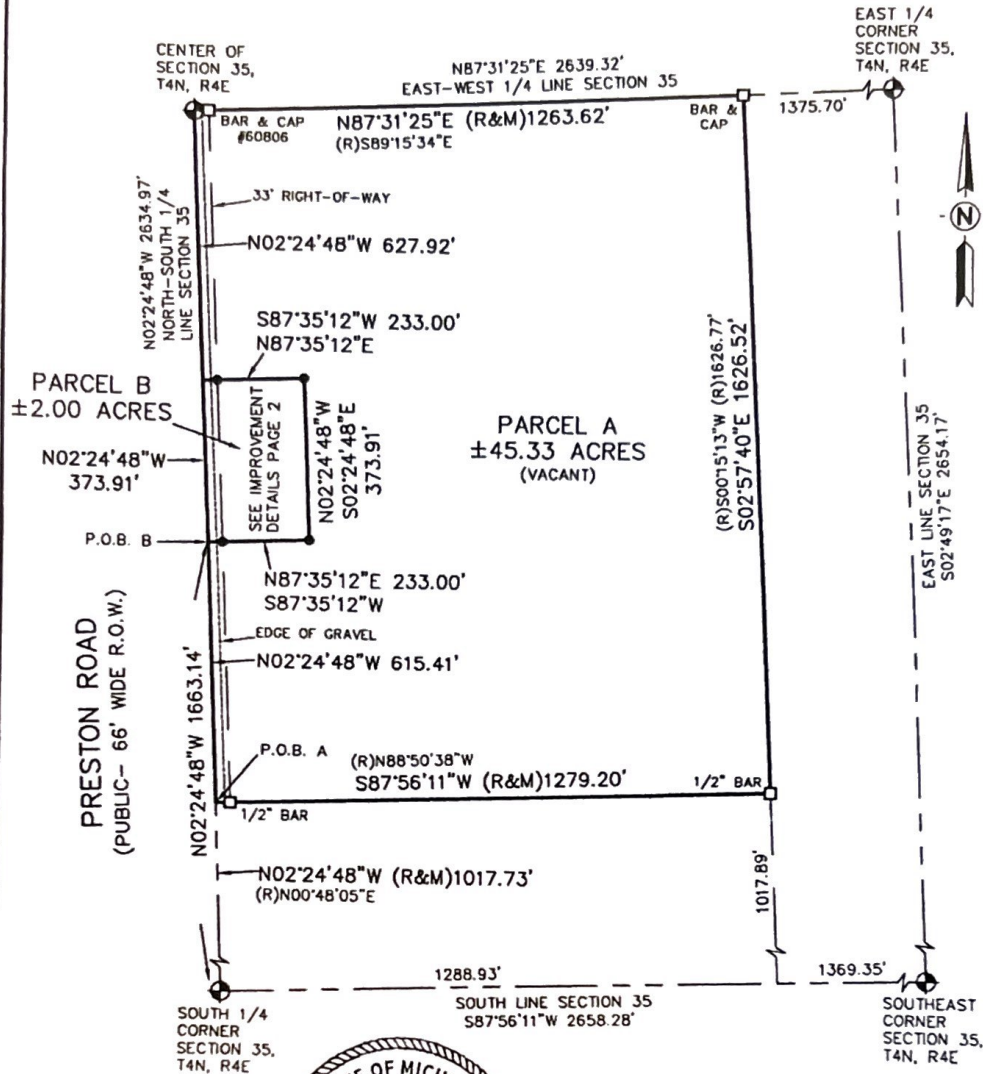 EAST 1/4
CORNER
SECTION 35,
T4N, R4E
CENTER OF
SECTION 35,
T4N, R4E
N87°31'25"E 2639.32'
EAST-WEST 1/4 LINE SECTION 35
1375.70'
BAR & CAP
#60806
N87°31'25"E (R&M)1263.62'
(R)S89°15'34"E
BAR &
CAP
33' RIGHT-OF-WAY
N
N02°24'48"W 2634.97'
NORTH-SOUTH 1/4
LINE SECTION 35
N02°24'48"W 627.92'
S87°35'12"W 233.00'
N87°35'12"E
PARCEL B
±2.00 ACRES
SEE IMPROVEMENT
DETAILS PAGE 2
N02°24'48"W
S02°24'48"E
373.91'
PARCEL A
±45.33 ACRES
(VACANT)
(R)S00°15'13"W (R)1626.77'
S02°57'40"E 1626.52'
EAST LINE SECTION 35
S02°49'17"E 2654.17'
N02°24'48"W
373.91'
P.O.B. B
N87°35'12"E 233.00'
S87°35'12"W
EDGE OF GRAVEL
N02°24'48"W 615.41'
PRESTON ROAD
(PUBLIC- 66' WIDE R.O.W.)
N02°24'48"W 1663.14'
P.O.B. A
(R)N88°50'38"W
S87°56'11"W (R&M)1279.20'
1/2" BAR
1/2" BAR
N02°24'48"W (R&M)1017.73'
(R)N00°48'05"E
1017.89'
1288.93'
1369.35'
SOUTH LINE SECTION 35
S87°56'11"W 2658.28'
SOUTH 1/4
CORNER
SECTION 35,
T4N, R4E
SOUTHEAST
CORNER
SECTION 35,
T4N, R4E
OF MICH